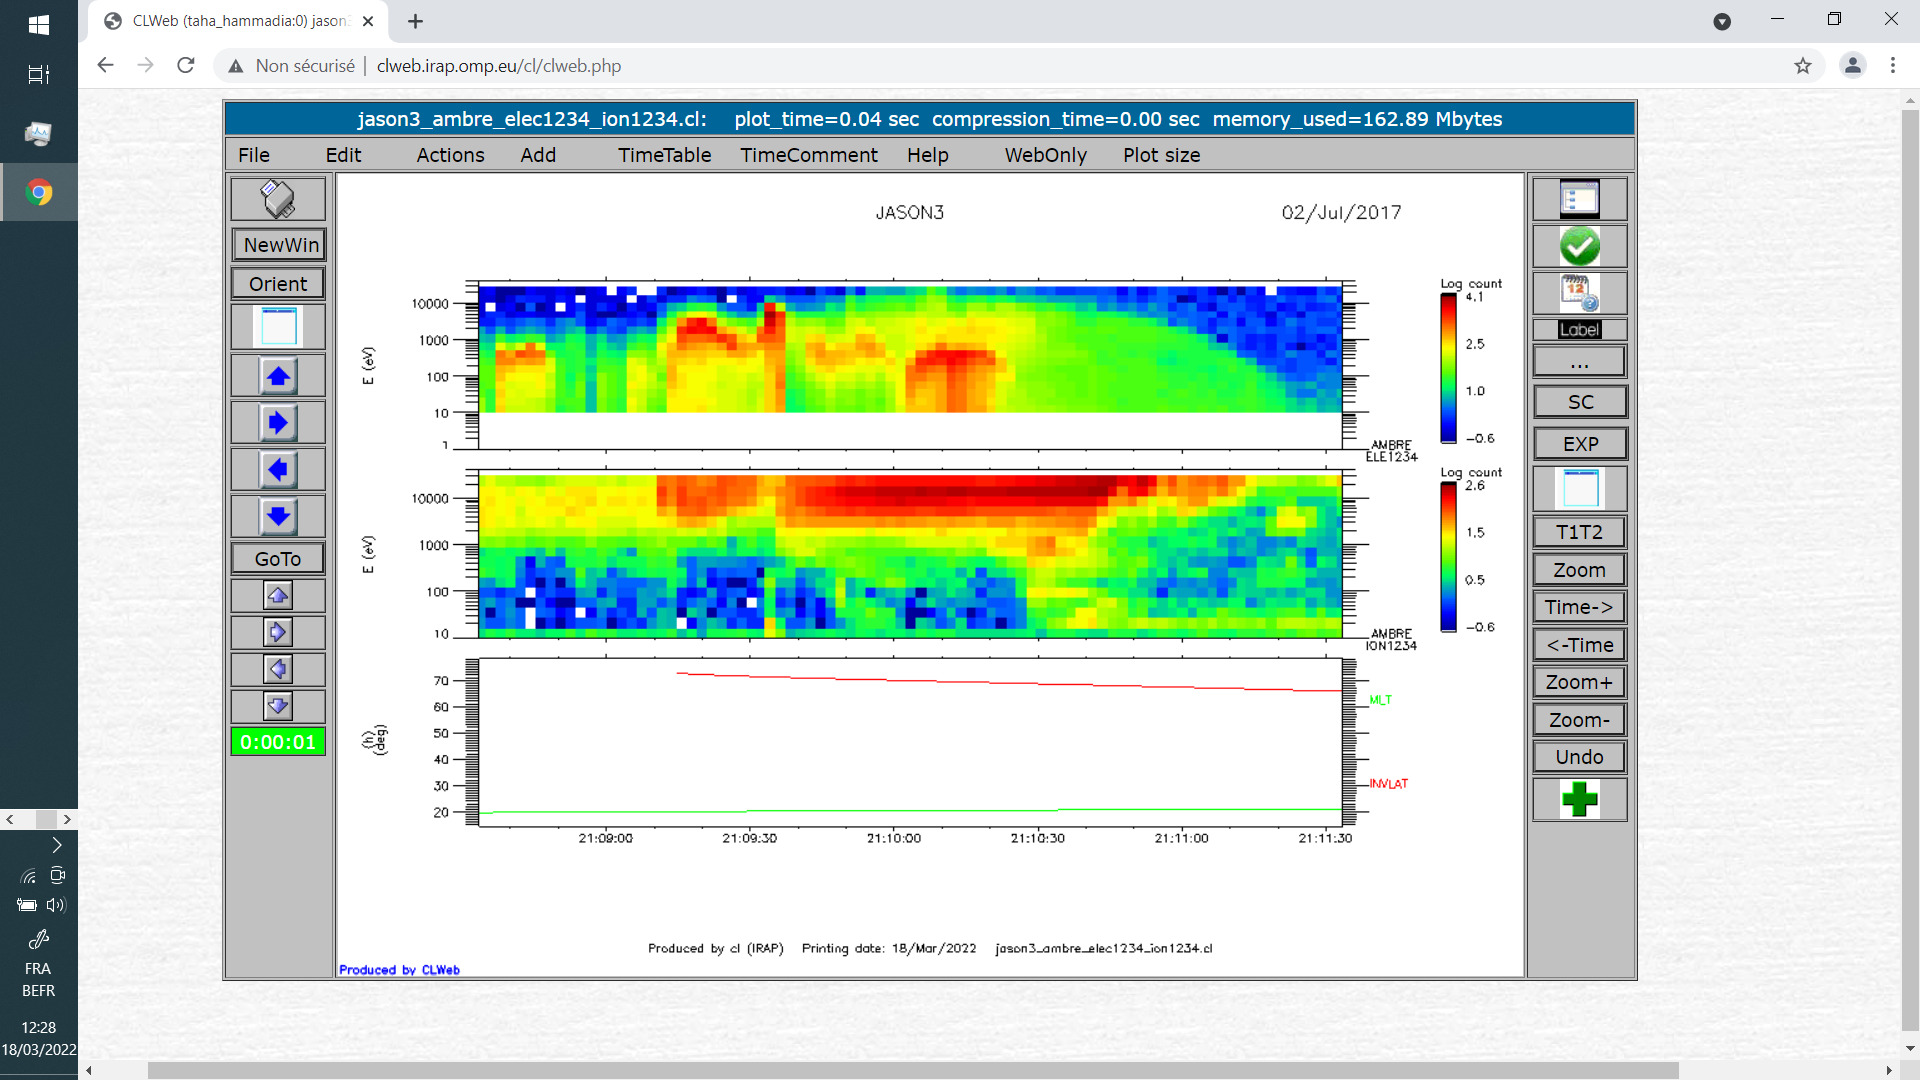 CLWeb (taha_hammadia:0) jason3
Non sécurisé | clweb.irap.omp.eu/cl/clweb.php
jason3_ambre_elec1234_ion1234.cl: plot_time=0.04 sec compression_time=0.00 sec memory_used=162.89 Mbytes
File Edit Actions Add TimeTable TimeComment Help WebOnly Plot size
NewWin
Orient
GoTo
0:00:01
JASON3 02/Jul/2017
Log count
4.1
2.5
1.0
-0.6
10000
1000
100
10
1
E (eV)
AMBRE
ELE1234
Log count
2.6
1.5
0.5
-0.6
10000
1000
100
10
E (eV)
AMBRE
ION1234
70
60
50
40
30
20
(h)
(deg)
MLT
INVLAT
21:09:00 21:09:30 21:10:00 21:10:30 21:11:00 21:11:30
Produced by cl (IRAP) Printing date: 18/Mar/2022 jason3_ambre_elec1234_ion1234.cl
Produced by CLWeb
12
Label
...
SC
EXP
T1T2
Zoom
Time->
<-Time
Zoom+
Zoom-
Undo
FRA
BEFR
12:28
18/03/2022